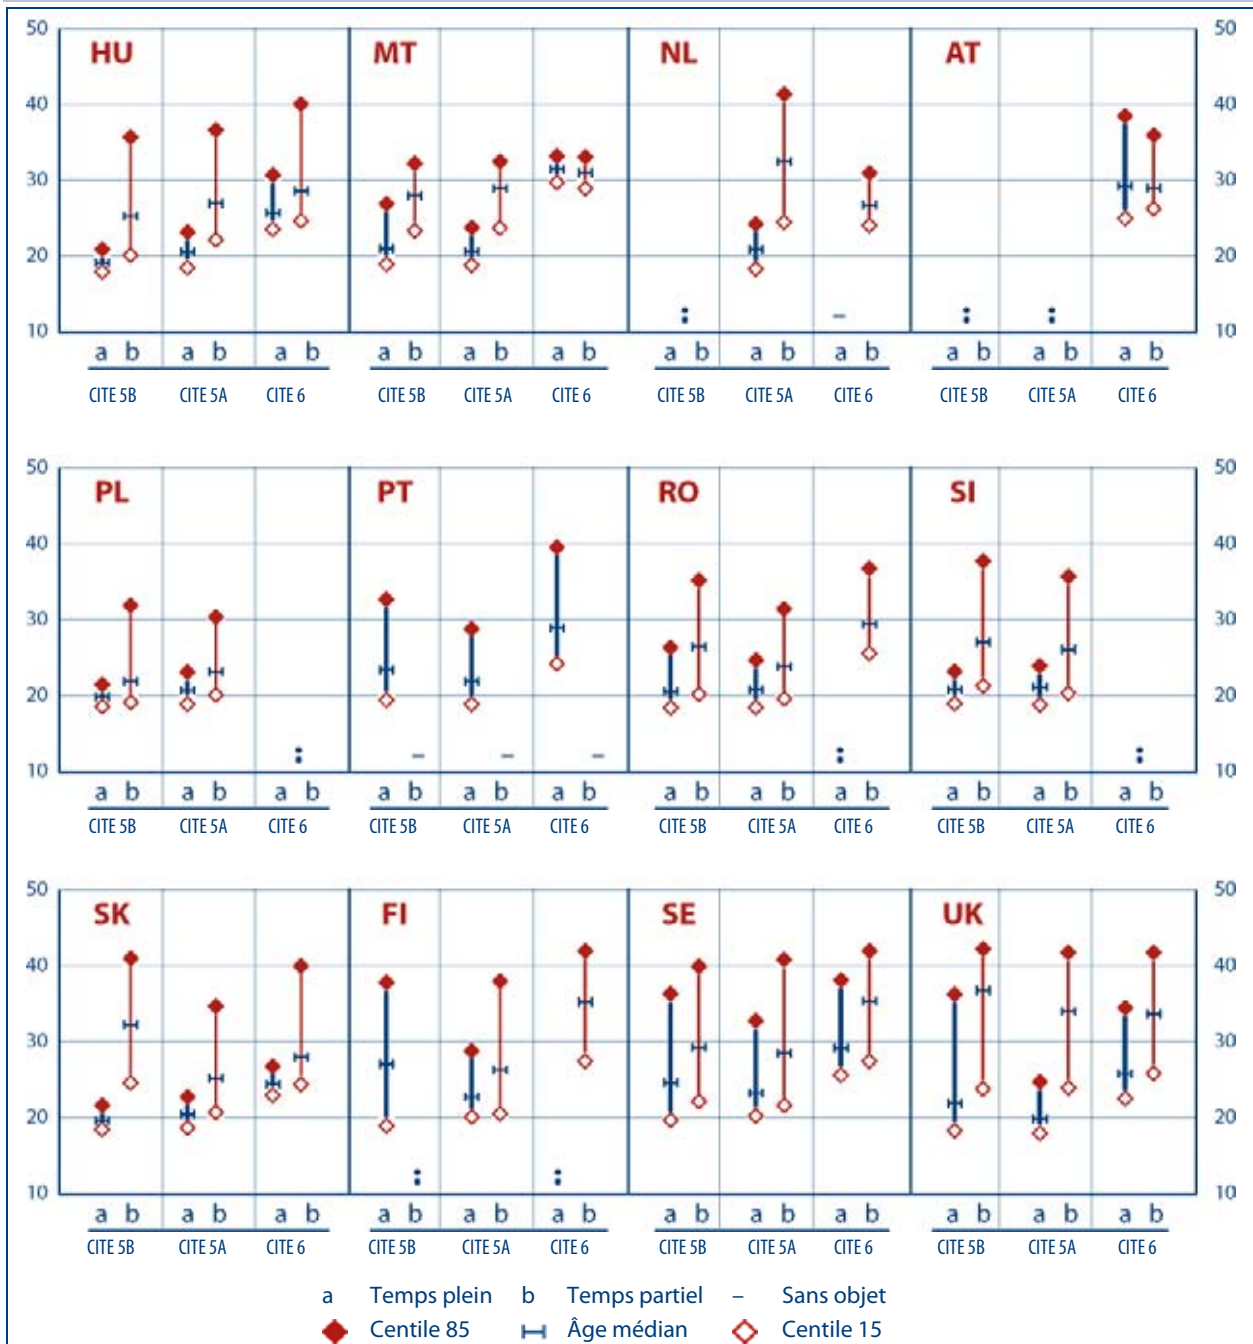 50 HU MT NL AT 50
40 40
30 30
20 20
: – : :
10 10
a b a b a b a b a b a b a b a b a b a b a b a b
CITE 5B CITE 5A CITE 6 CITE 5B CITE 5A CITE 6 CITE 5B CITE 5A CITE 6 CITE 5B CITE 5A CITE 6
50 PL PT RO SI 50
40 40
30 30
20 20
: – – – : :
10 10
a b a b a b a b a b a b a b a b a b a b a b a b
CITE 5B CITE 5A CITE 6 CITE 5B CITE 5A CITE 6 CITE 5B CITE 5A CITE 6 CITE 5B CITE 5A CITE 6
50 SK FI SE UK 50
40 40
30 30
20 20
: :
10 10
a b a b a b a b a b a b a b a b a b a b a b a b
CITE 5B CITE 5A CITE 6 CITE 5B CITE 5A CITE 6 CITE 5B CITE 5A CITE 6 CITE 5B CITE 5A CITE 6
a Temps plein b Temps partiel – Sans objet
Centile 85 Âge médian Centile 15